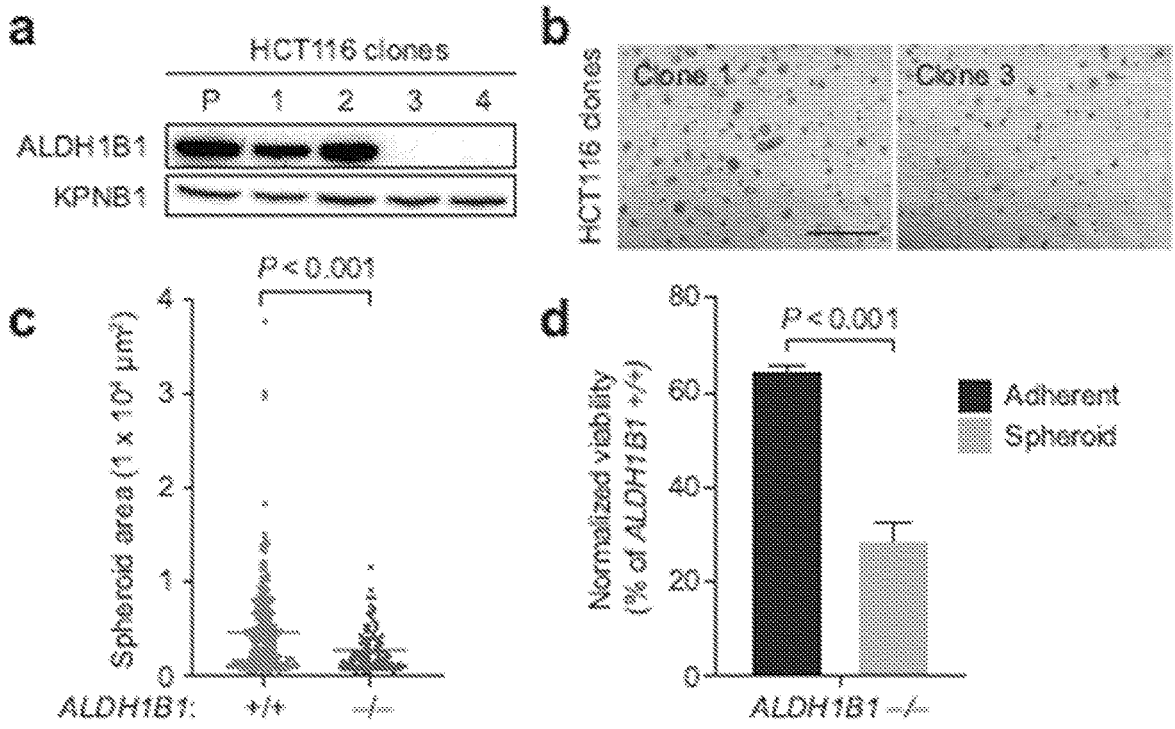 a
HCT116 clones
P 1 2 3 4
ALDH1B1
KPNB1
b
HCT116 clones
Clone 1
Clone 3
c
P < 0.001
Spheroid area (1 x 10⁴ µm²)
4
3
2
1
0
ALDH1B1: +/+ –/–
d
P < 0.001
Normalized viability
(% of ALDH1B1 +/+)
80
60
40
20
0
ALDH1B1 –/–
Adherent
Spheroid